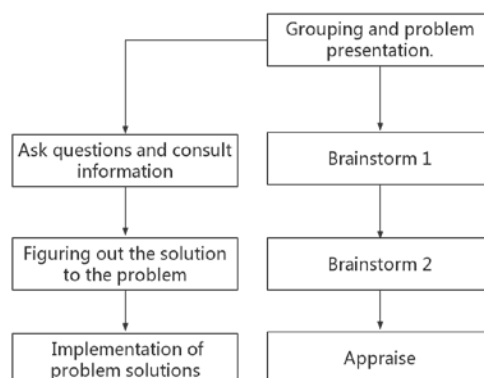 Grouping and problem
presentation.
Ask questions and consult
information
Brainstorm 1
Figuring out the solution
to the problem
Brainstorm 2
Implementation of
problem solutions
Appraise